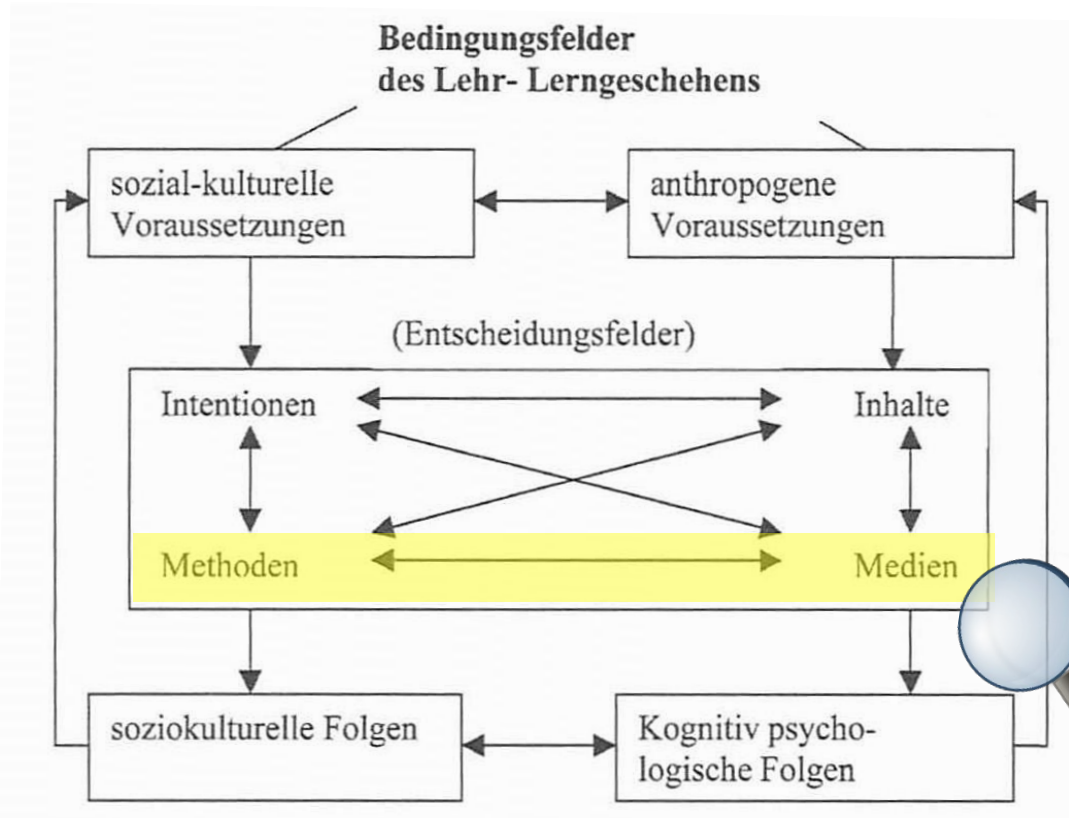 Bedingungsfelder
des Lehr- Lerngeschehens
sozial-kulturelle
Voraussetzungen
anthropogene
Voraussetzungen
(Entscheidungsfelder)
Intentionen
Inhalte
Methoden
Medien
soziokulturelle Folgen
Kognitiv psycho-
logische Folgen